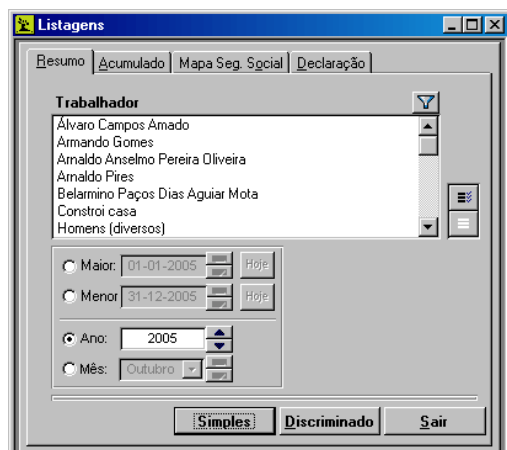 Listagens
Resumo Acumulado Mapa Seg. Social Declaração
Trabalhador
Álvaro Campos Amado
Armando Gomes
Arnaldo Anselmo Pereira Oliveira
Arnaldo Pires
Belarmino Paços Dias Aguiar Mota
Constroi casa
Homens (diversos)
Maior: 01-01-2005 Hoje
Menor 31-12-2005 Hoje
Ano: 2005
Mês: Outubro
Simples Discriminado Sair